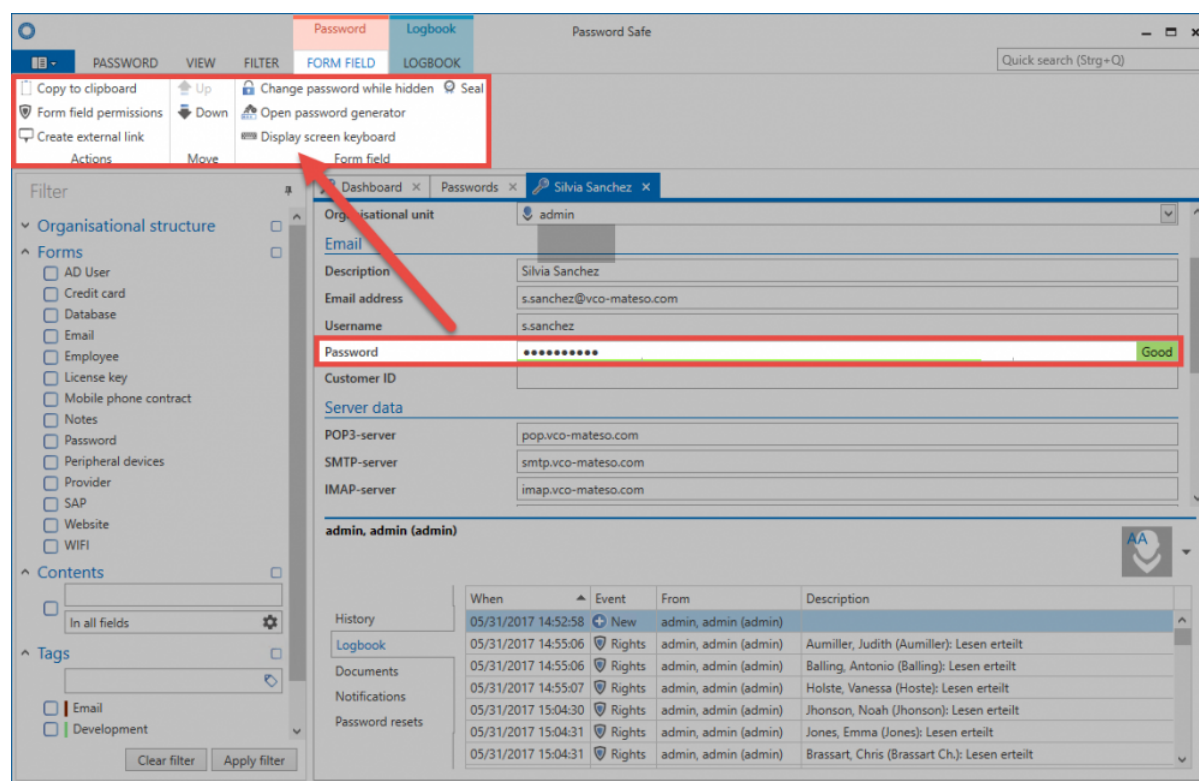 Password Logbook Password Safe
PASSWORD VIEW FILTER FORM FIELD LOGBOOK Quick search (Strg+Q)
Copy to clipboard Up Change password while hidden Seal
Form field permissions Down Open password generator
Create external link Display screen keyboard
Actions Move Form field
Filter
Organisational structure
Forms
AD User
Credit card
Database
Email
Employee
License key
Mobile phone contract
Notes
Password
Peripheral devices
Provider
SAP
Website
WIFI
Contents
In all fields
Tags
Email
Development
Clear filter Apply filter
Dashboard Passwords Silvia Sanchez
Organisational unit admin
Email
Description Silvia Sanchez
Email address s.sanchez@vco-mateso.com
Username s.sanchez
Password •••••••••• Good
Customer ID
Server data
POP3-server pop.vco-mateso.com
SMTP-server smtp.vco-mateso.com
IMAP-server imap.vco-mateso.com
admin, admin (admin)
AA
History
Logbook
Documents
Notifications
Password resets
When Event From Description
05/31/2017 14:52:58 New admin, admin (admin)
05/31/2017 14:55:06 Rights admin, admin (admin) Aumiller, Judith (Aumiller): Lesen erteilt
05/31/2017 14:55:06 Rights admin, admin (admin) Balling, Antonio (Balling): Lesen erteilt
05/31/2017 14:55:07 Rights admin, admin (admin) Holste, Vanessa (Hoste): Lesen erteilt
05/31/2017 15:04:30 Rights admin, admin (admin) Jhonson, Noah (Jhonson): Lesen erteilt
05/31/2017 15:04:31 Rights admin, admin (admin) Jones, Emma (Jones): Lesen erteilt
05/31/2017 15:04:31 Rights admin, admin (admin) Brassart, Chris (Brassart Ch.): Lesen erteilt